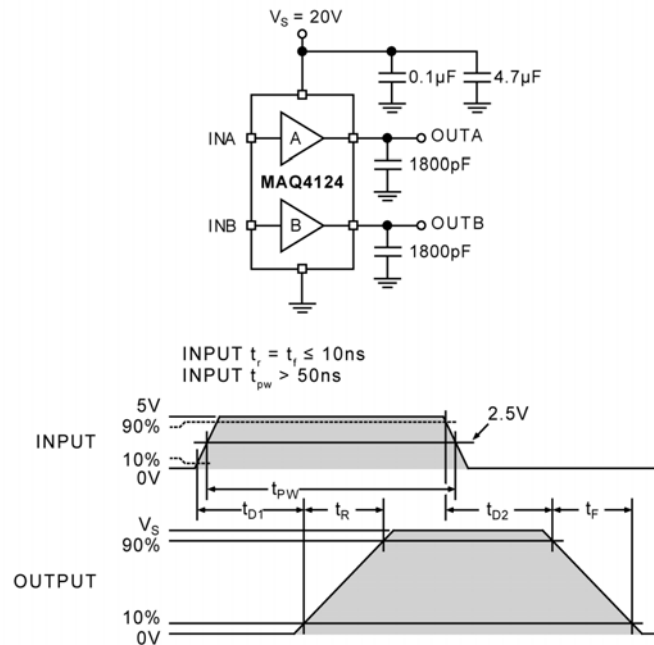 V_S = 20V
0.1µF 4.7µF
INA A OUTA
1800pF
MAQ4124
INB B OUTB
1800pF
INPUT t_r = t_f ≤ 10ns
INPUT t_pw > 50ns
5V
90%
2.5V
INPUT
10%
0V
t_PW
t_D1 t_R t_D2 t_F
V_S
90%
OUTPUT
10%
0V